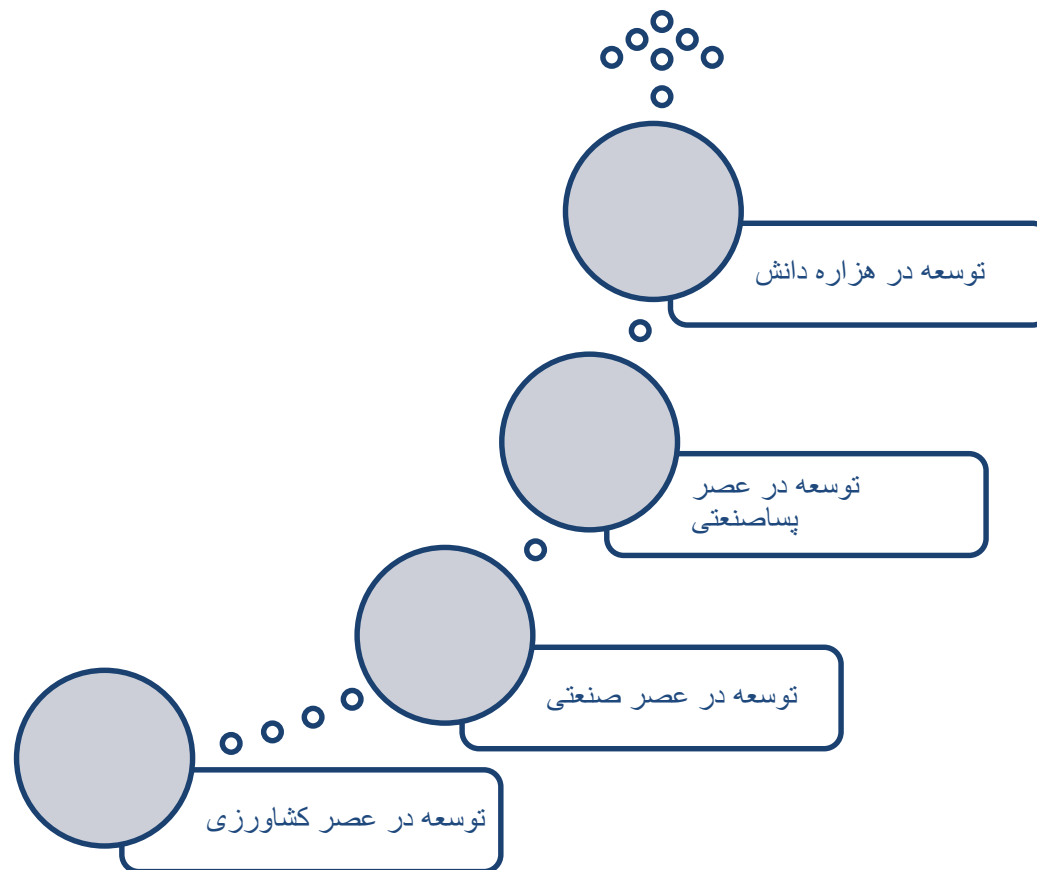 توسعه در هزاره دانش
توسعه در عصر
پساصنعتی
توسعه در عصر صنعتی
توسعه در عصر کشاورزی